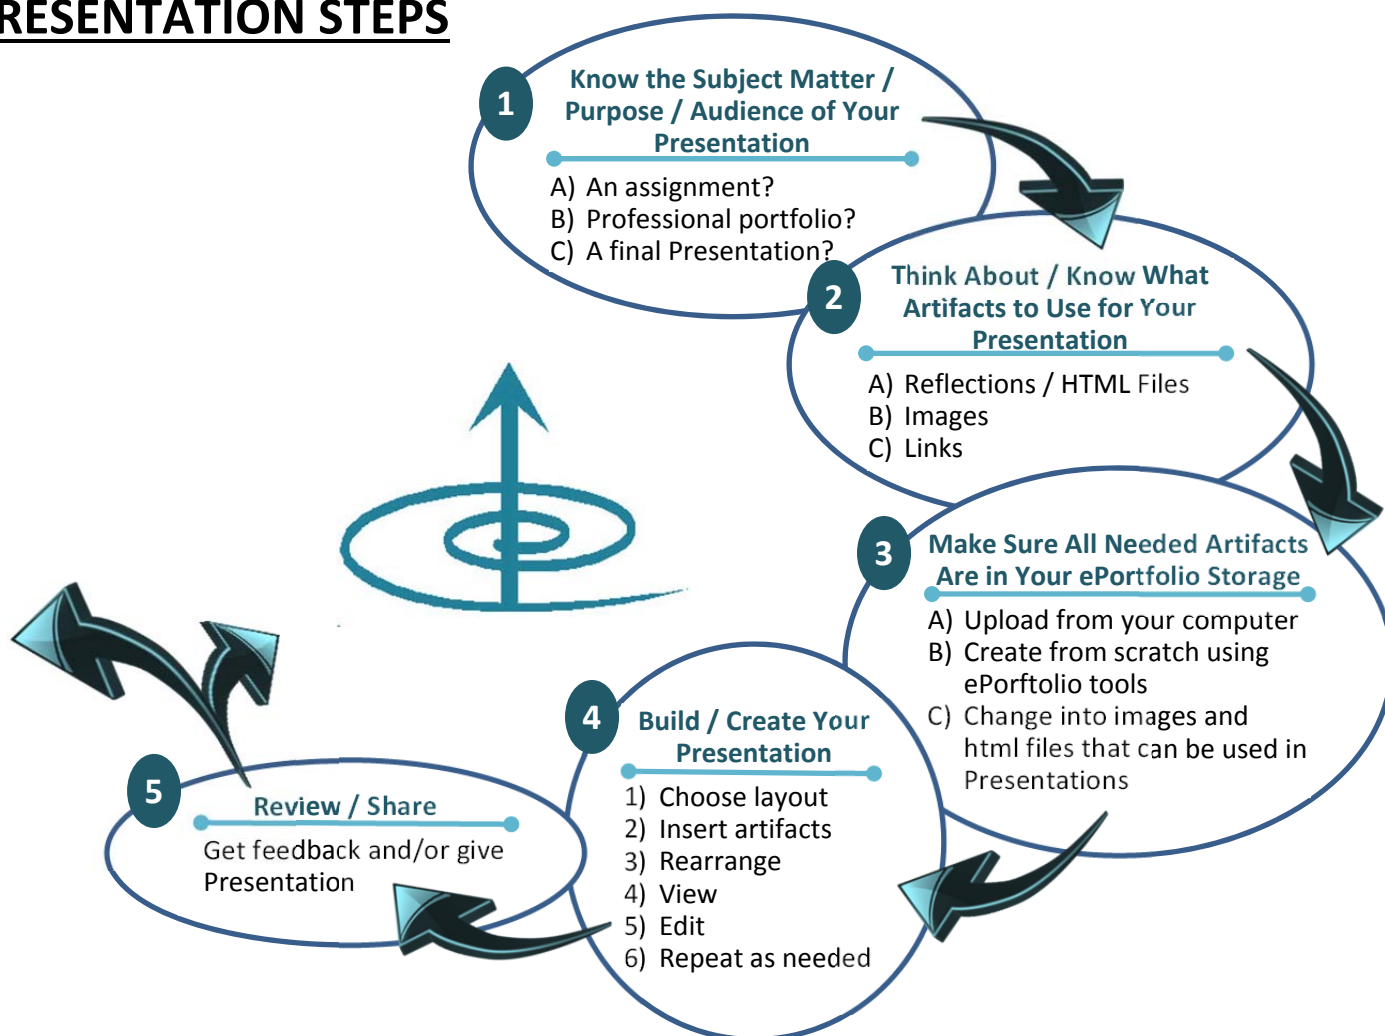 RESENTATION STEPS
1
Know the Subject Matter /
Purpose / Audience of Your
Presentation
A) An assignment?
B) Professional portfolio?
C) A final Presentation?
2
Think About / Know What
Artifacts to Use for Your
Presentation
A) Reflections / HTML Files
B) Images
C) Links
3
Make Sure All Needed Artifacts
Are in Your ePortfolio Storage
A) Upload from your computer
B) Create from scratch using
ePorftolio tools
C) Change into images and
html files that can be used in
Presentations
4
Build / Create Your
Presentation
1) Choose layout
2) Insert artifacts
3) Rearrange
4) View
5) Edit
6) Repeat as needed
5
Review / Share
Get feedback and/or give
Presentation